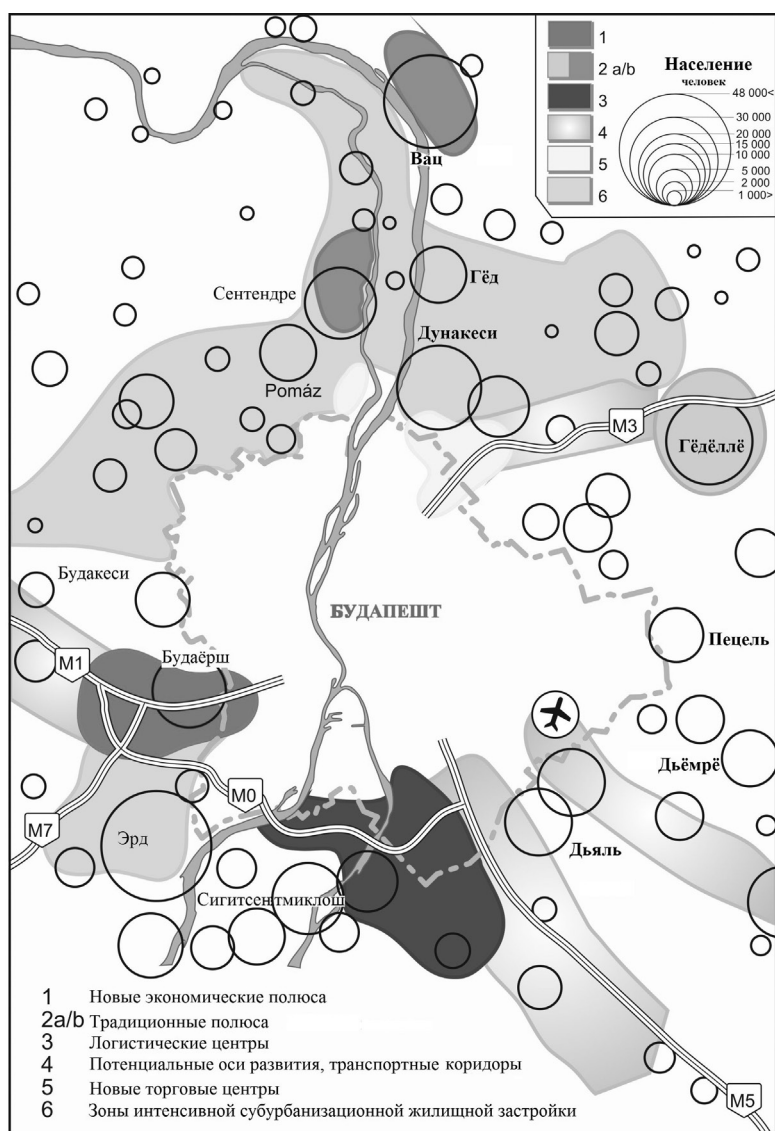 1
2 a/b
3
4
5
6
Население
человек
48 000<
30 000
20 000
15 000
10 000
5 000
2 000
1 000>
Вац
Сентендре
Гёд
Дунакеси
Pomáz
M3
Гёдёллё
Будакеси
БУДАПЕШТ
Пецель
M1
Будаёрш
Дьёмрё
M0
M7
Эрд
Дьяль
Сигитсентмиклош
M5
1 Новые экономические полюса
2a/b Традиционные полюса
3 Логистические центры
4 Потенциальные оси развития, транспортные коридоры
5 Новые торговые центры
6 Зоны интенсивной субурбанизационной жилищной застройки